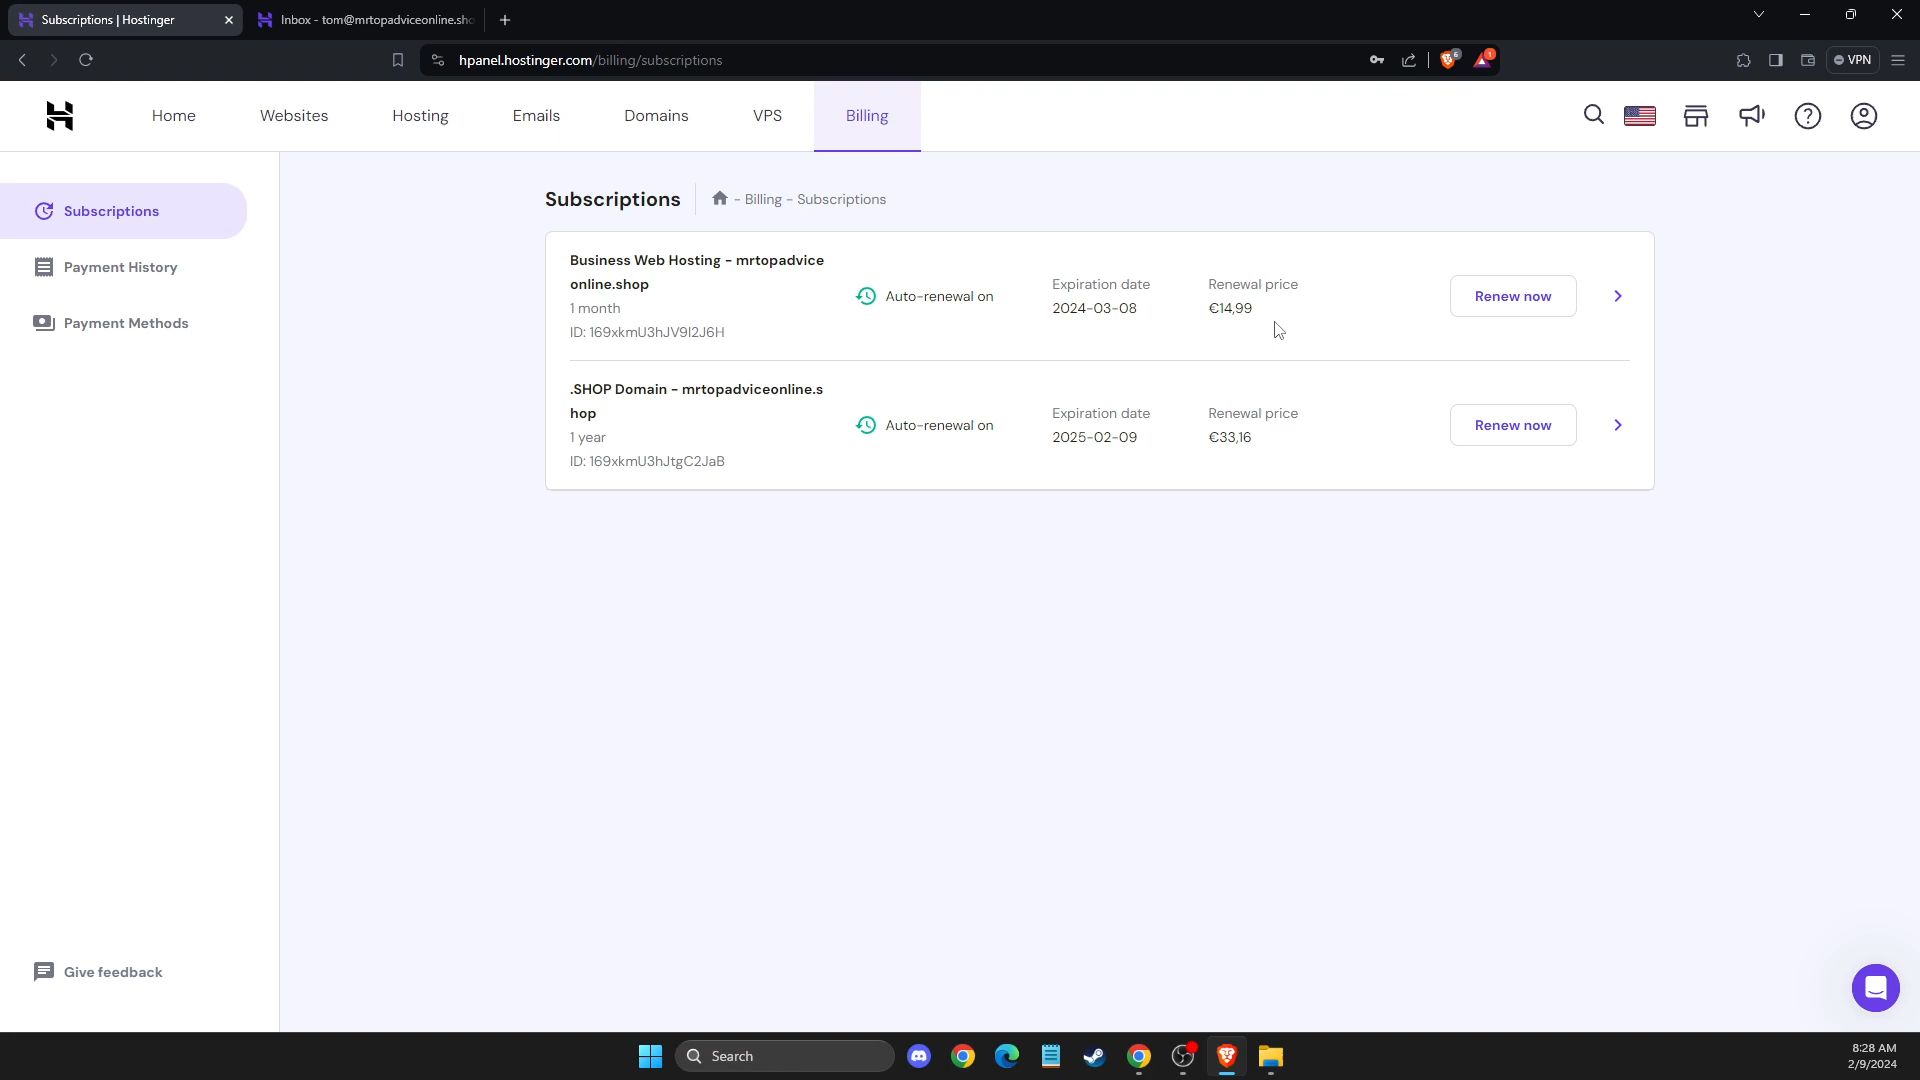 Subscriptions | Hostinger
Inbox - tom@mrtopadviceonline.sho
hpanel.hostinger.com/billing/subscriptions
6
1
VPN
Home
Websites
Hosting
Emails
Domains
VPS
Billing
Subscriptions
Payment History
Payment Methods
Give feedback
Subscriptions
- Billing - Subscriptions
Business Web Hosting - mrtopadvice
online.shop
1 month
ID: 169xkmU3hJV9I2J6H
Auto-renewal on
Expiration date
2024-03-08
Renewal price
€14,99
Renew now
.SHOP Domain - mrtopadviceonline.s
hop
1 year
ID: 169xkmU3hJtgC2JaB
Auto-renewal on
Expiration date
2025-02-09
Renewal price
€33,16
Renew now
Search
8:28 AM
2/9/2024